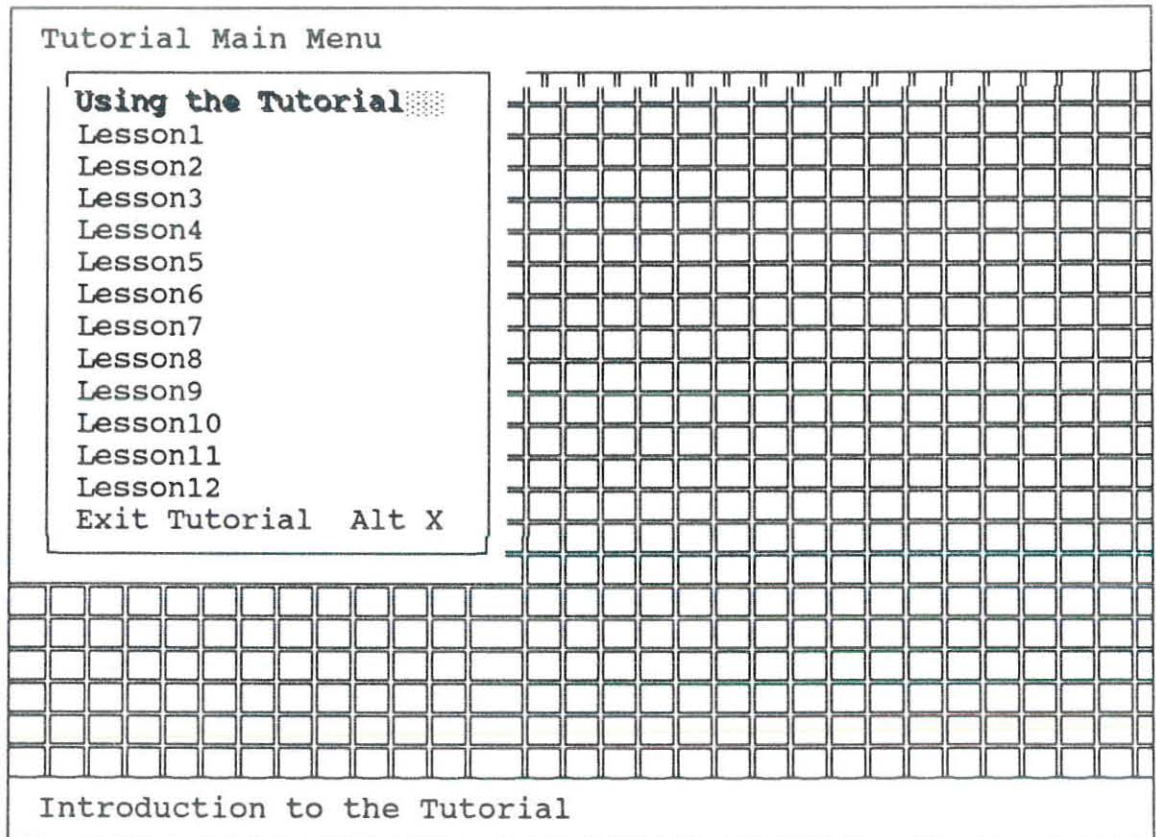 Tutorial Main Menu
Using the Tutorial
Lesson1
Lesson2
Lesson3
Lesson4
Lesson5
Lesson6
Lesson7
Lesson8
Lesson9
Lesson10
Lesson11
Lesson12
Exit Tutorial Alt X
Introduction to the Tutorial